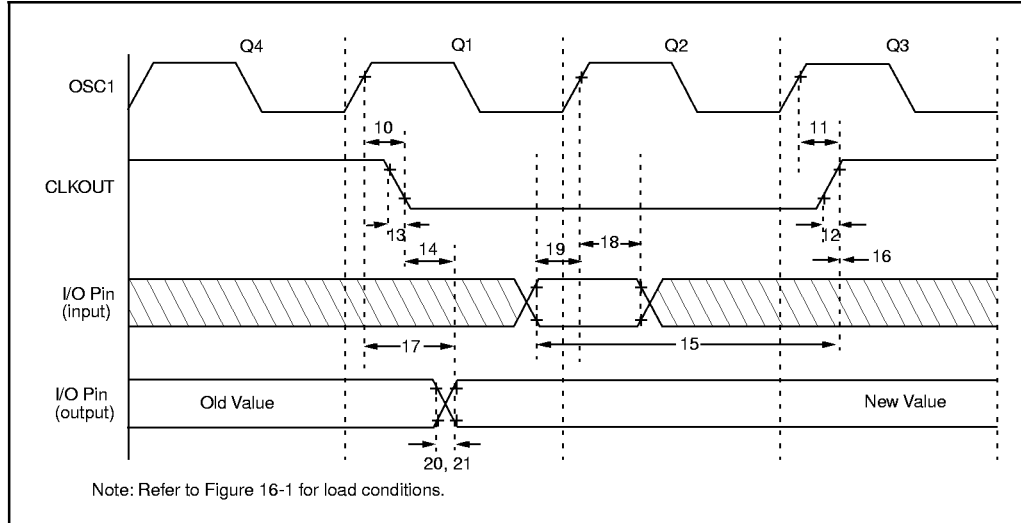 Q4 Q1 Q2 Q3
OSC1
10 11
CLKOUT
13 12
14 19 18 16
I/O Pin
(input)
17 15
I/O Pin
(output)
Old Value New Value
20, 21
Note: Refer to Figure 16-1 for load conditions.